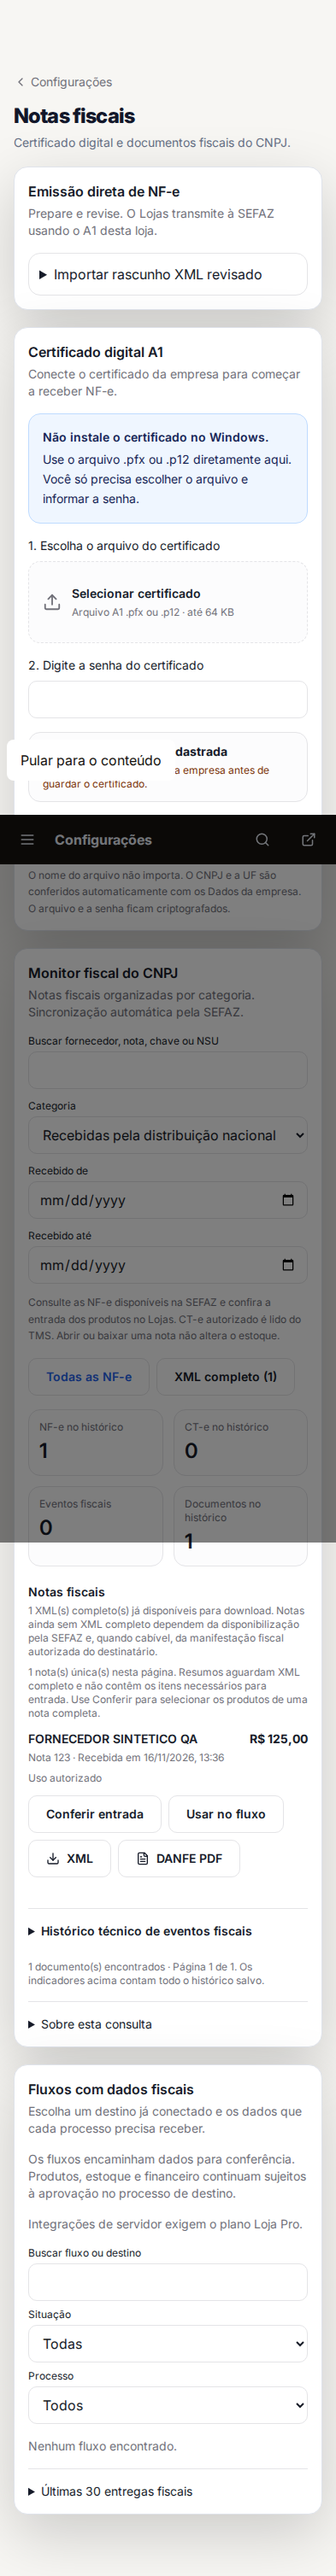 Configurações
Notas fiscais
Certificado digital e documentos fiscais do CNPJ.
Emissão direta de NF-e
Prepare e revise. O Lojas transmite à SEFAZ
usando o A1 desta loja.
Importar rascunho XML revisado
Certificado digital A1
Conecte o certificado da empresa para começar
a receber NF-e.
Não instale o certificado no Windows.
Use o arquivo .pfx ou .p12 diretamente aqui.
Você só precisa escolher o arquivo e
informar a senha.
1. Escolha o arquivo do certificado
Selecionar certificado
Arquivo A1 .pfx ou .p12 · até 64 KB
2. Digite a senha do certificado
dastrada
Pular para o conteúdo
a empresa antes de
guardar o certificado.
Configurações
O nome do arquivo não importa. O CNPJ e a UF são
conferidos automaticamente com os Dados da empresa.
O arquivo e a senha ficam criptografados.
Monitor fiscal do CNPJ
Notas fiscais organizadas por categoria.
Sincronização automática pela SEFAZ.
Buscar fornecedor, nota, chave ou NSU
Categoria
Recebidas pela distribuição nacional
Recebido de
mm/dd/yyyy
Recebido até
mm/dd/yyyy
Consulte as NF-e disponíveis na SEFAZ e confira a
entrada dos produtos no Lojas. CT-e autorizado é lido do
TMS. Abrir ou baixar uma nota não altera o estoque.
Todas as NF-e XML completo (1)
NF-e no histórico CT-e no histórico
1 0
Eventos fiscais Documentos no
histórico
0 1
Notas fiscais
1 XML(s) completo(s) já disponíveis para download. Notas
ainda sem XML completo dependem da disponibilização
pela SEFAZ e, quando cabível, da manifestação fiscal
autorizada do destinatário.
1 nota(s) única(s) nesta página. Resumos aguardam XML
completo e não contêm os itens necessários para
entrada. Use Conferir para selecionar os produtos de uma
nota completa.
FORNECEDOR SINTETICO QA R$ 125,00
Nota 123 · Recebida em 16/11/2026, 13:36
Uso autorizado
Conferir entrada Usar no fluxo
XML DANFE PDF
Histórico técnico de eventos fiscais
1 documento(s) encontrados · Página 1 de 1. Os
indicadores acima contam todo o histórico salvo.
Sobre esta consulta
Fluxos com dados fiscais
Escolha um destino já conectado e os dados que
cada processo precisa receber.
Os fluxos encaminham dados para conferência.
Produtos, estoque e financeiro continuam sujeitos
à aprovação no processo de destino.
Integrações de servidor exigem o plano Loja Pro.
Buscar fluxo ou destino
Situação
Todas
Processo
Todos
Nenhum fluxo encontrado.
Últimas 30 entregas fiscais